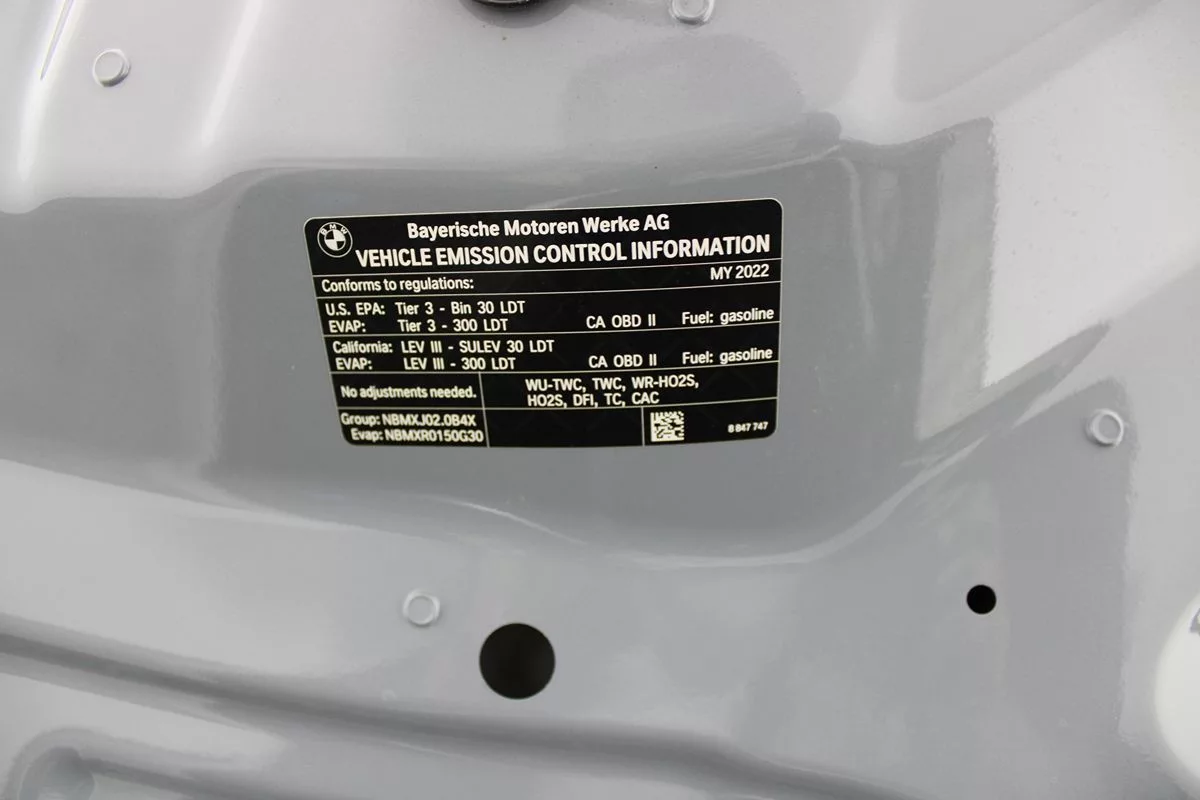 BMW
Bayerische Motoren Werke AG
VEHICLE EMISSION CONTROL INFORMATION
Conforms to regulations: MY 2022
U.S. EPA: Tier 3 - Bin 30 LDT
EVAP: Tier 3 - 300 LDT CA OBD II Fuel: gasoline
California: LEV III - SULEV 30 LDT
EVAP: LEV III - 300 LDT CA OBD II Fuel: gasoline
No adjustments needed. WU-TWC, TWC, WR-HO2S,
HO2S, DFI, TC, CAC
Group: NBMXJ02.0B4X
Evap: NBMXR0150G30 8 847 747